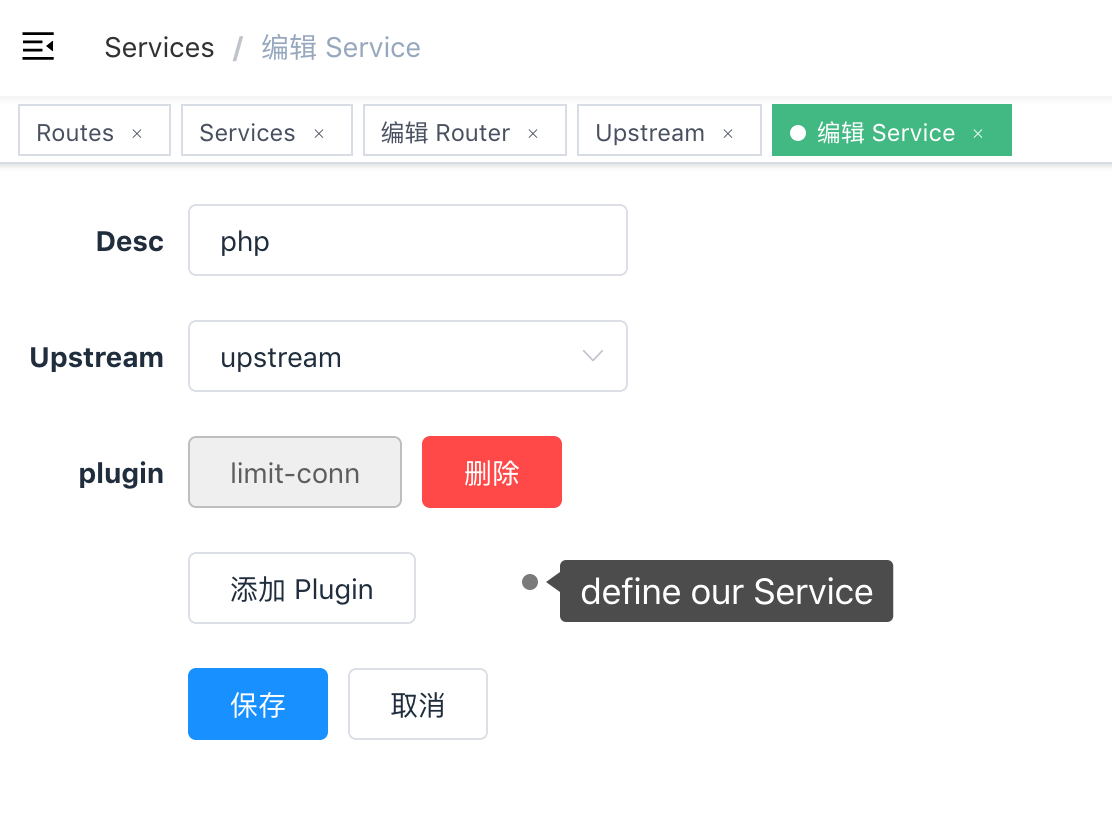 Services / 编辑 Service
Routes × Services × 编辑 Router × Upstream × 编辑 Service ×
Desc php
Upstream upstream
plugin limit-conn 删除
添加 Plugin define our Service
保存 取消